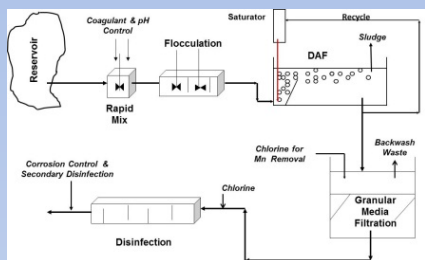 Reservoir
Coagulant & pH
Control
Rapid
Mix
Flocculation
Saturator
Recycle
DAF
Sludge
Chlorine for
Mn Removal
Backwash
Waste
Granular
Media
Filtration
Chlorine
Disinfection
Corrosion Control &
Secondary Disinfection